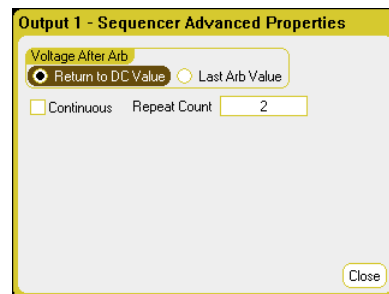 Output 1 - Sequencer Advanced Properties
Voltage After Arb
Return to DC Value Last Arb Value
Continuous Repeat Count 2
Close